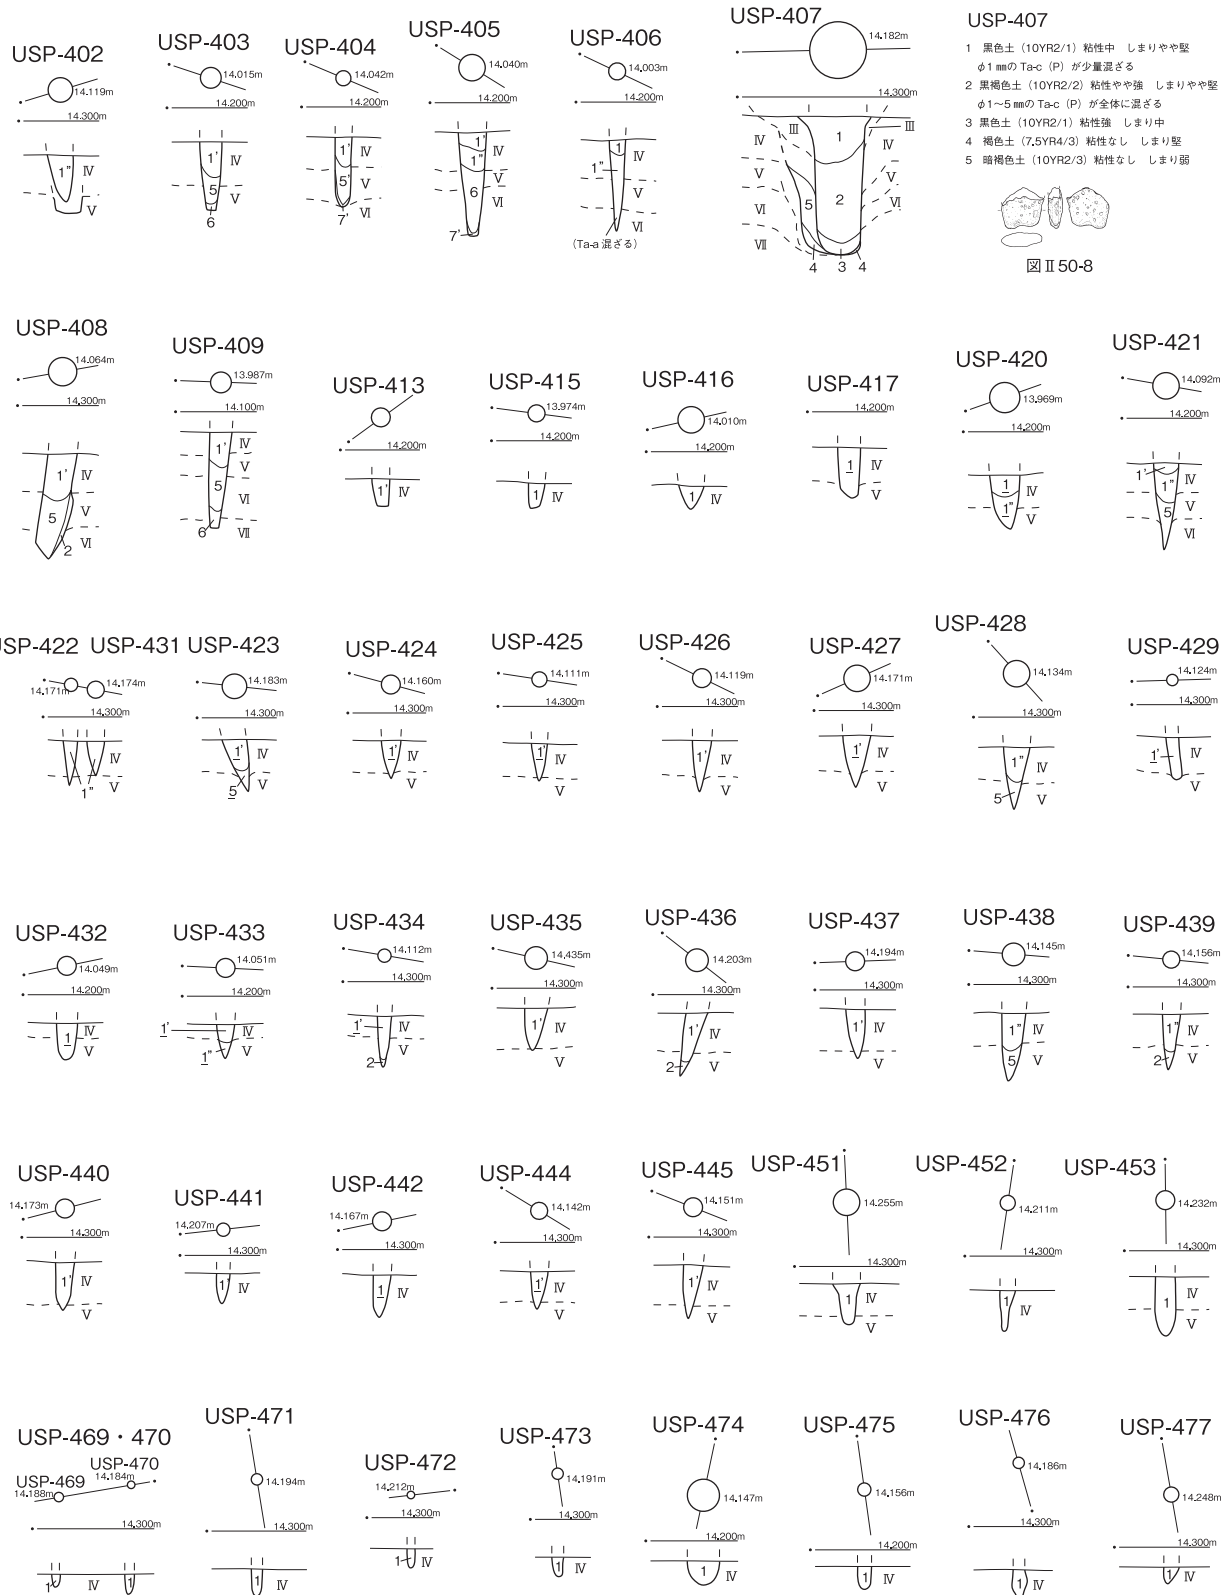 USP-402
14.119m
14.300m
1”
Ⅳ
Ⅴ
USP-403
14.015m
14.200m
1’
5
6
Ⅳ
Ⅴ
USP-404
14.042m
14.200m
1’
5’
7’
Ⅳ
Ⅴ
Ⅵ
USP-405
14.040m
14.200m
1’
1”
6
7’
Ⅳ
Ⅴ
Ⅵ
USP-406
14.003m
14.200m
1
1”
Ⅳ
Ⅴ
Ⅵ
(Ta-a 混ざる)
USP-407
14.182m
14.300m
Ⅲ
Ⅲ
Ⅳ
Ⅳ
Ⅴ
Ⅴ
Ⅵ
Ⅵ
Ⅶ
1
2
5
4
3
4
USP-407
1 黒色土（10YR2/1）粘性中 しまりやや堅
φ1㎜の Ta-c（P）が少量混ざる
2 黒褐色土（10YR2/2）粘性やや強 しまりやや堅
φ1〜5㎜の Ta-c（P）が全体に混ざる
3 黒色土（10YR2/1）粘性強 しまり中
4 褐色土（7.5YR4/3）粘性なし しまり堅
5 暗褐色土（10YR2/3）粘性なし しまり弱
図Ⅱ50-8
USP-408
14.064m
14.300m
1’
5
2
Ⅳ
Ⅴ
Ⅵ
USP-409
13.987m
14.100m
1’
5
6
Ⅳ
Ⅴ
Ⅵ
Ⅶ
USP-413
14.200m
1’
Ⅳ
USP-415
13.974m
14.200m
1
Ⅳ
USP-416
14.010m
14.200m
1
Ⅳ
USP-417
14.200m
1
Ⅳ
Ⅴ
USP-420
13.969m
14.200m
1
1”
Ⅳ
Ⅴ
USP-421
14.092m
14.200m
1’
1”
5
Ⅳ
Ⅴ
Ⅵ
USP-422 USP-431
14.171m
14.174m
14.300m
1”
Ⅳ
Ⅴ
USP-423
14.183m
14.300m
1’
5
Ⅳ
Ⅴ
USP-424
14.160m
14.300m
1’
Ⅳ
Ⅴ
USP-425
14.111m
14.300m
1’
Ⅳ
Ⅴ
USP-426
14.119m
14.300m
1’
Ⅳ
Ⅴ
USP-427
14.171m
14.300m
1’
Ⅳ
Ⅴ
USP-428
14.134m
14.300m
1”
5
Ⅳ
Ⅴ
USP-429
14.124m
14.300m
1’
Ⅳ
Ⅴ
USP-432
14.049m
14.200m
1
Ⅳ
Ⅴ
USP-433
14.051m
14.200m
1’
1”
Ⅳ
Ⅴ
USP-434
14.112m
14.300m
1’
2
Ⅳ
Ⅴ
USP-435
14.435m
14.300m
1’
Ⅳ
Ⅴ
USP-436
14.203m
14.300m
1’
2
Ⅳ
Ⅴ
USP-437
14.194m
14.300m
1’
Ⅳ
Ⅴ
USP-438
14.145m
14.300m
1”
5
Ⅳ
Ⅴ
USP-439
14.156m
14.300m
1”
2
Ⅳ
Ⅴ
USP-440
14.173m
14.300m
1’
Ⅳ
Ⅴ
USP-441
14.207m
14.300m
1’
Ⅳ
USP-442
14.167m
14.300m
1
Ⅳ
USP-444
14.142m
14.300m
1’
Ⅳ
Ⅴ
USP-445
14.151m
14.300m
1’
Ⅳ
Ⅴ
USP-451
14.255m
14.300m
1
Ⅳ
Ⅴ
USP-452
14.211m
14.300m
1
Ⅳ
USP-453
14.232m
14.300m
1
Ⅳ
Ⅴ
USP-469・470
USP-469
14.188m
USP-470
14.184m
14.300m
1
Ⅳ
1
USP-471
14.194m
14.300m
1
Ⅳ
USP-472
14.212m
14.300m
1
Ⅳ
USP-473
14.191m
14.300m
1
Ⅳ
USP-474
14.147m
14.200m
1
Ⅳ
USP-475
14.156m
14.200m
1
Ⅳ
USP-476
14.186m
14.300m
1
Ⅳ
USP-477
14.248m
14.300m
1
Ⅳ